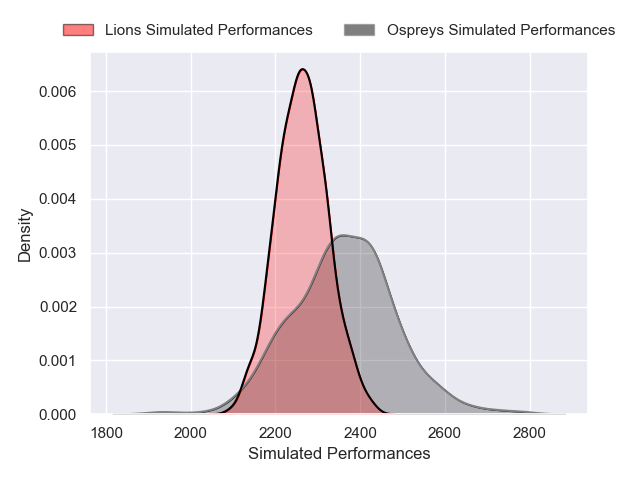 Lions Simulated Performances Ospreys Simulated Performances
0.006
0.005
0.004
0.003
0.002
0.001
0.000
Density
1800 2000 2200 2400 2600 2800
Simulated Performances